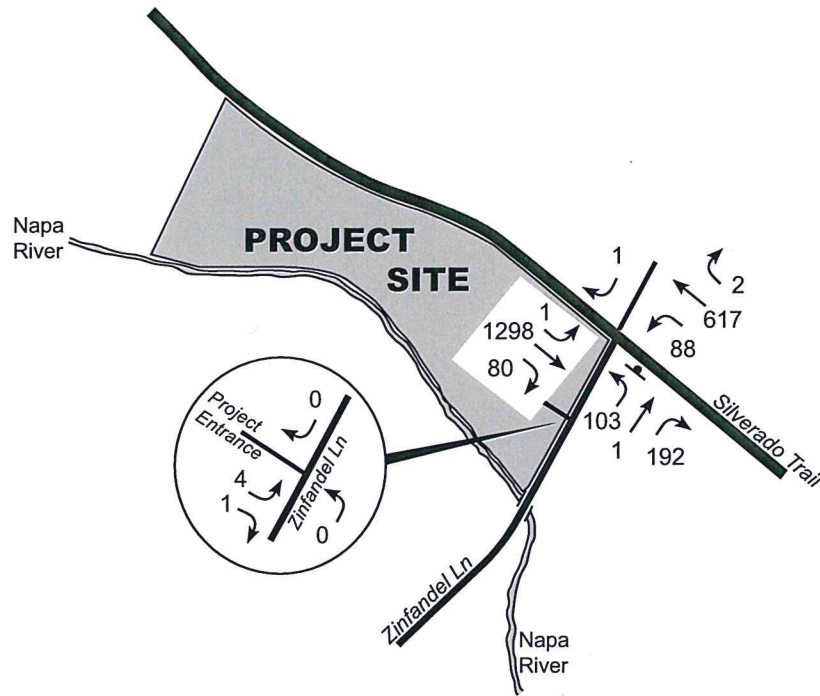 Napa
River
PROJECT
SITE
1
2
617
88
1
1298
80
103
1
192
Silverado Trail
Project
Entrance
0
Zinfandel Ln
4
1
0
Zinfandel Ln
Napa
River